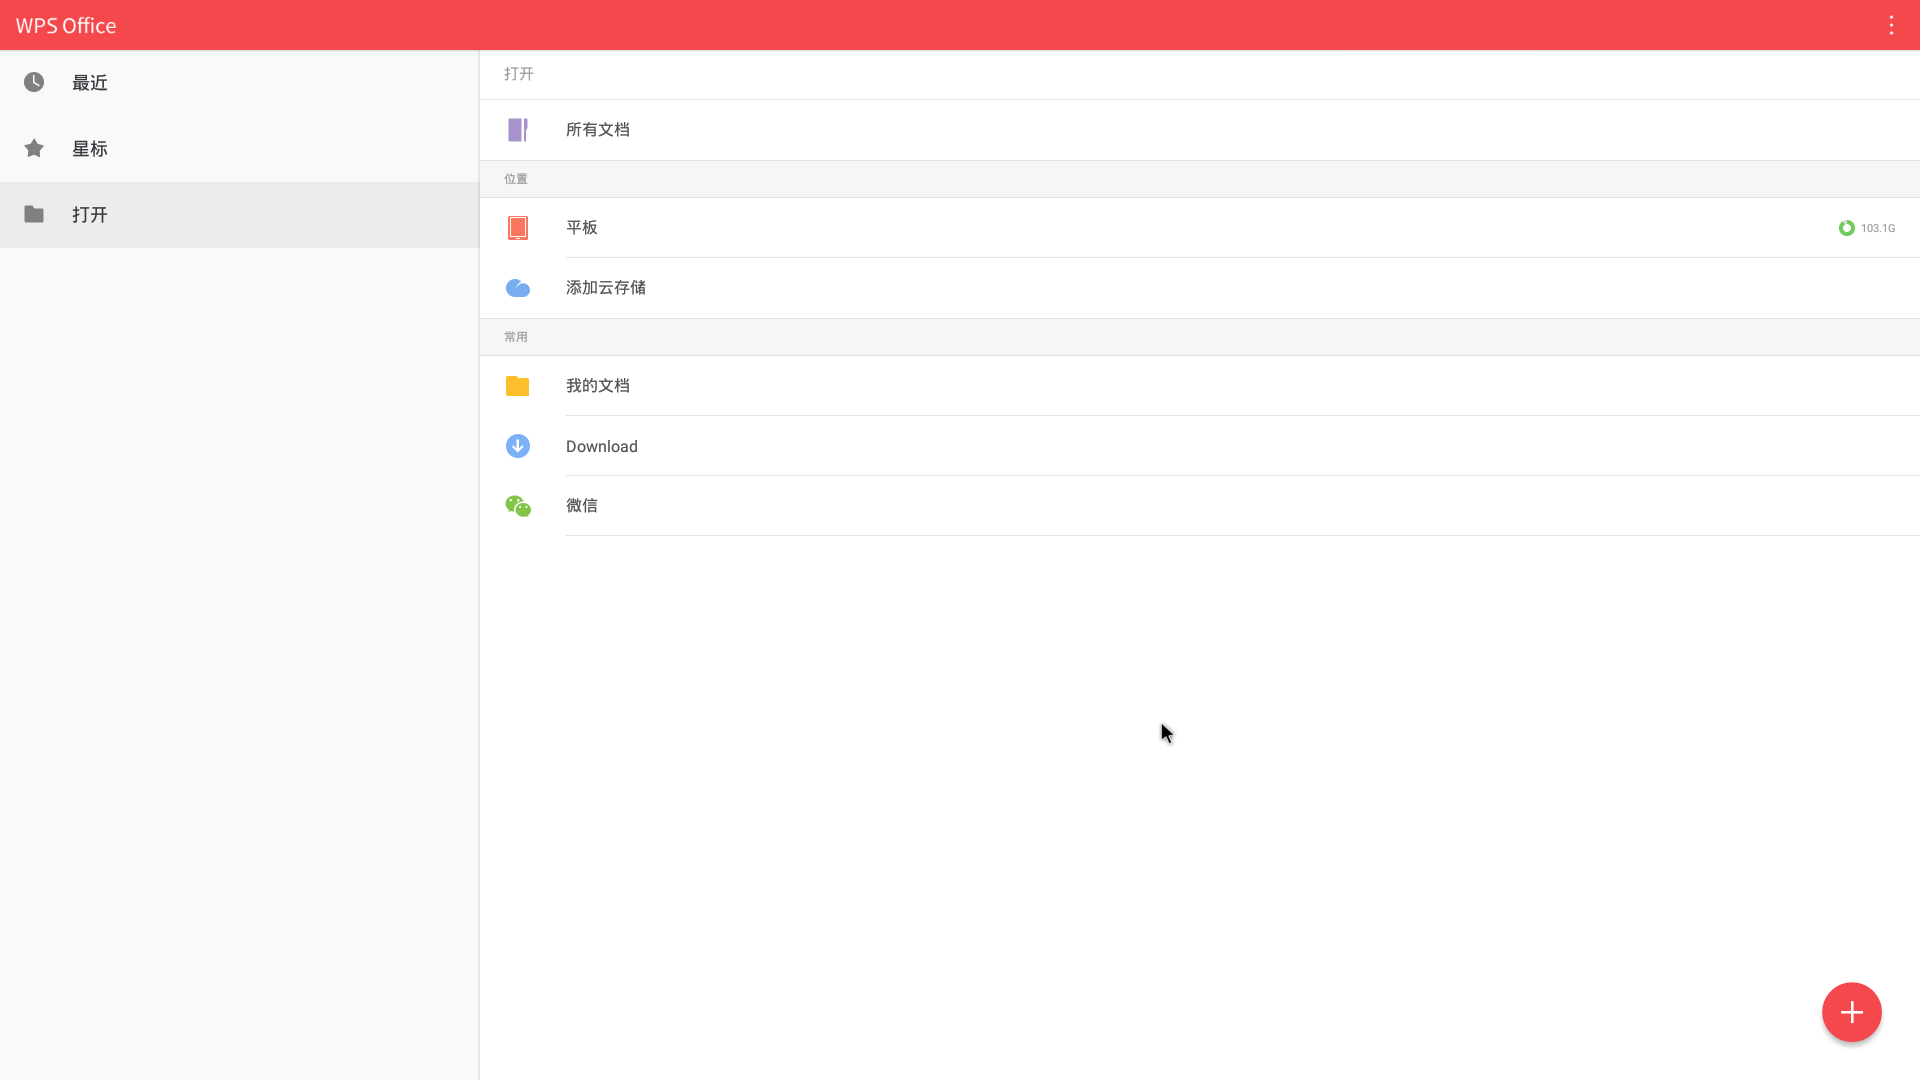 WPS Office
最近
星标
打开
打开
所有文档
位置
平板
103.1G
添加云存储
常用
我的文档
Download
微信